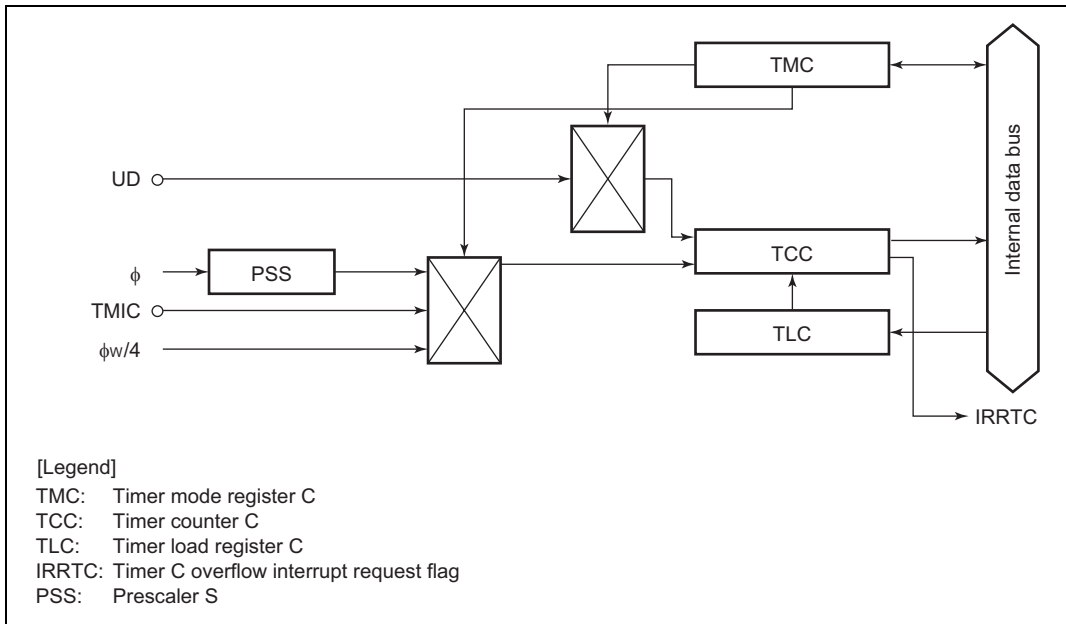 TMC
UD
Internal data bus
TCC
ϕ
PSS
TMIC
TLC
ϕW/4
IRRTC
[Legend]
TMC: Timer mode register C
TCC: Timer counter C
TLC: Timer load register C
IRRTC: Timer C overflow interrupt request flag
PSS: Prescaler S